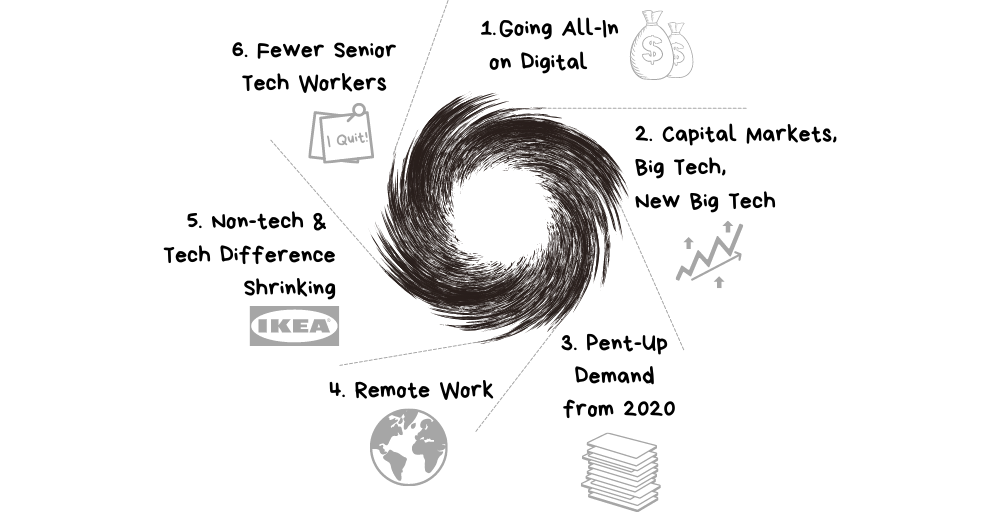 1.Going All-In
on Digital
$ $
2. Capital Markets,
Big Tech,
New Big Tech
3. Pent-Up
Demand
from 2020
4. Remote Work
5. Non-tech &
Tech Difference
Shrinking
IKEA
6. Fewer Senior
Tech Workers
I Quit!